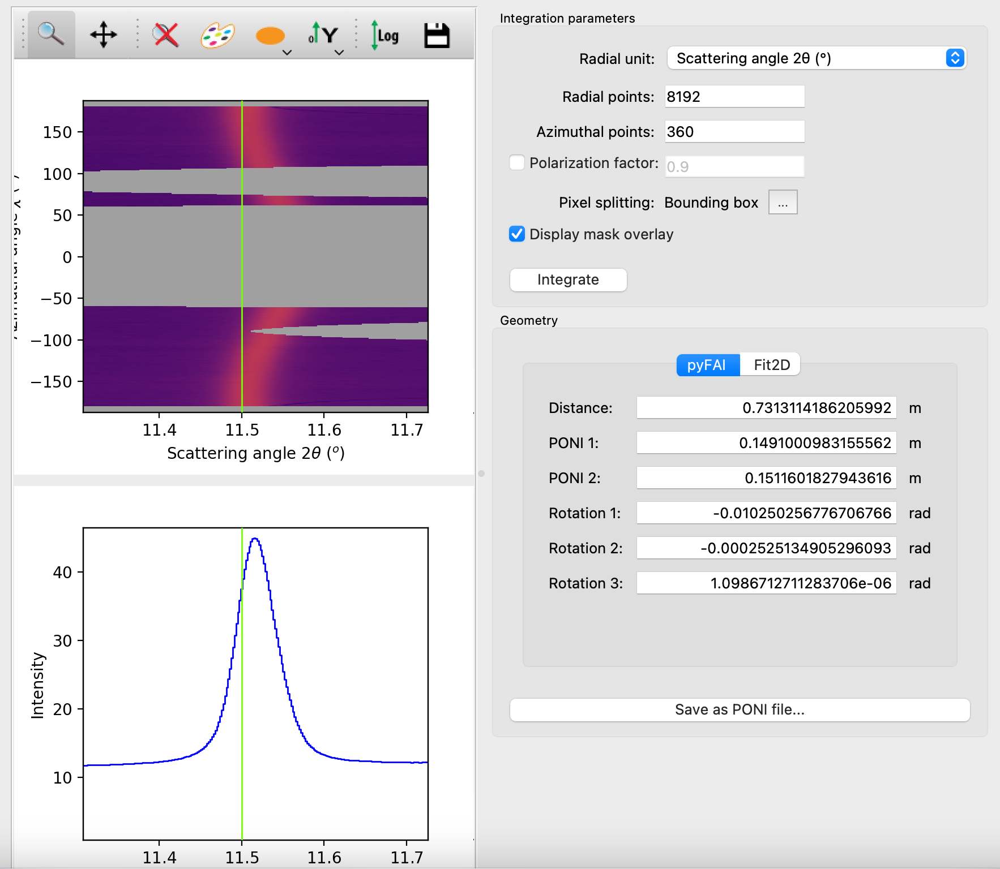 Y
Log
150
100
50
0
−50
−100
−150
11.4 11.5 11.6 11.7
Scattering angle 2θ (°)
40
30
20
10
Intensity
11.4 11.5 11.6 11.7
Integration parameters
Radial unit: Scattering angle 2θ (°)
Radial points: 8192
Azimuthal points: 360
Polarization factor: 0.9
Pixel splitting: Bounding box ...
Display mask overlay
Integrate
Geometry
pyFAI Fit2D
Distance: 0.7313114186205992 m
PONI 1: 0.1491000983155562 m
PONI 2: 0.1511601827943616 m
Rotation 1: -0.010250256776706766 rad
Rotation 2: -0.0002525134905296093 rad
Rotation 3: 1.0986712711283706e-06 rad
Save as PONI file...